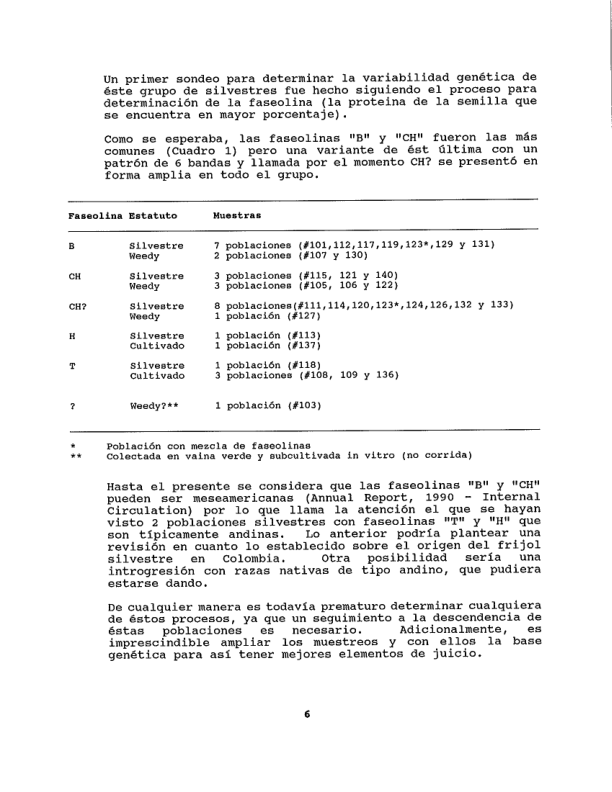 Un primer sondeo para determinar la variabilidad genética de
éste grupo de silvestres fue hecho siguiendo el proceso para
determinación de la faseolina (la proteina de la semilla que
se encuentra en mayor porcentaje).
Como se esperaba, las faseolinas "B" y "CH" fueron las más
comunes (Cuadro 1) pero una variante de ést última con un
patrón de 6 bandas y llamada por el momento CH? se presentó en
forma amplia en todo el grupo.
Faseolina Estatuto Muestras
B Silvestre 7 poblaciones (#101,112,117,119,123*,129 y 131)
Weedy 2 poblaciones (#107 y 130)
CH Silvestre 3 poblaciones (#115, 121 y 140)
Weedy 3 poblaciones (#105, 106 y 122)
CH? Silvestre 8 poblaciones(#111,114,120,123*,124,126,132 y 133)
Weedy 1 población (#127)
H Silvestre 1 población (#113)
Cultivado 1 población (#137)
T Silvestre 1 población (#118)
Cultivado 3 poblaciones (#108, 109 y 136)
? Weedy?** 1 población (#103)
* Población con mezcla de faseolinas
** Colectada en vaina verde y subcultivada in vitro (no corrida)
Hasta el presente se considera que las faseolinas "B" y "CH"
pueden ser meseamericanas (Annual Report, 1990 - Internal
Circulation) por lo que llama la atención el que se hayan
visto 2 poblaciones silvestres con faseolinas "T" y "H" que
son típicamente andinas. Lo anterior podría plantear una
revisión en cuanto lo establecido sobre el origen del frijol
silvestre en Colombia. Otra posibilidad sería una
introgresión con razas nativas de tipo andino, que pudiera
estarse dando.
De cualquier manera es todavía prematuro determinar cualquiera
de éstos procesos, ya que un seguimiento a la descendencia de
éstas poblaciones es necesario. Adicionalmente, es
imprescindible ampliar los muestreos y con ellos la base
genética para así tener mejores elementos de juicio.
6